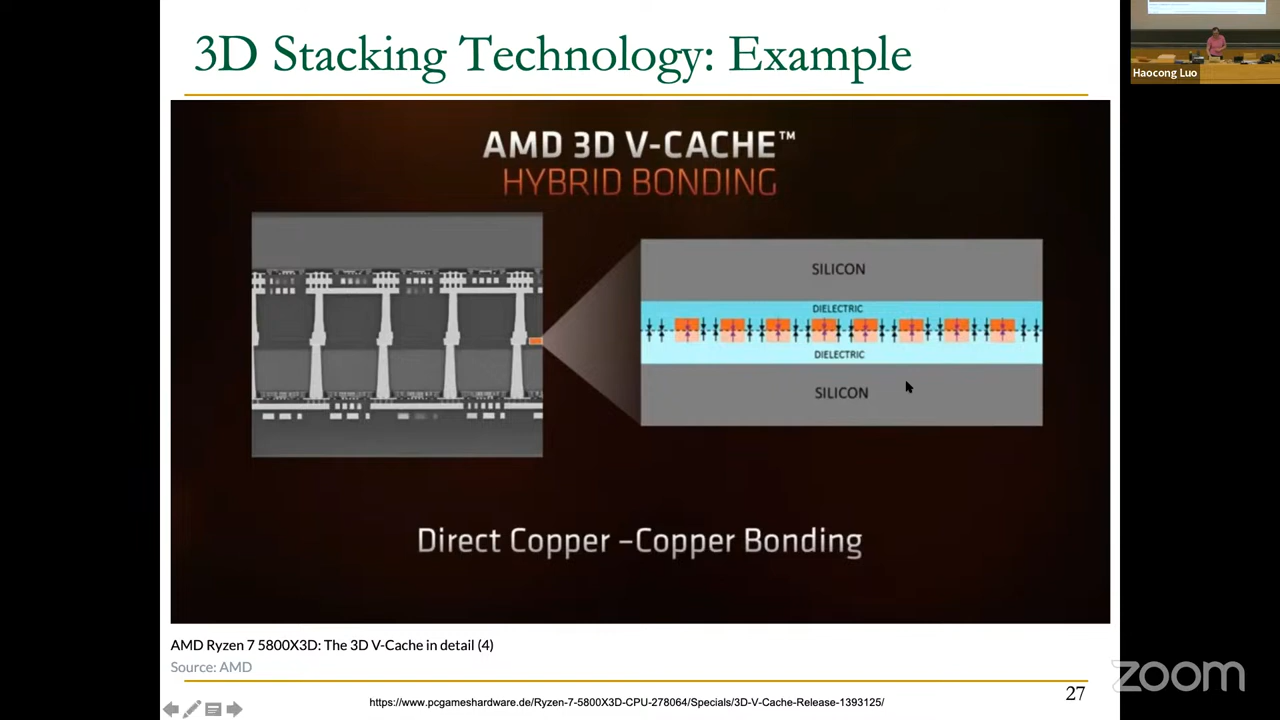 3D Stacking Technology: Example
Haocong Luo
AMD 3D V-CACHE™
HYBRID BONDING
SILICON
DIELECTRIC
DIELECTRIC
SILICON
Direct Copper –Copper Bonding
AMD Ryzen 7 5800X3D: The 3D V-Cache in detail (4)
Source: AMD
https://www.pcgameshardware.de/Ryzen-7-5800X3D-CPU-278064/Specials/3D-V-Cache-Release-1393125/
27
zoom